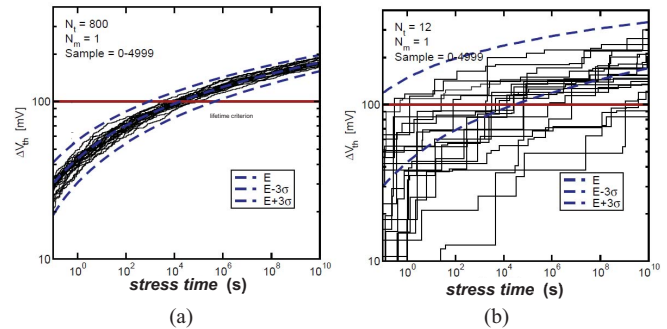 N_t = 800
N_m = 1
Sample = 0-4999
100
lifetime criterion
ΔV_th [mV]
E
E-3σ
E+3σ
10
10^0 10^2 10^4 10^6 10^8 10^10
stress time (s)
(a)
N_t = 12
N_m = 1
Sample = 0-4999
100
ΔV_th [mV]
E
E-3σ
E+3σ
10
10^0 10^2 10^4 10^6 10^8 10^10
stress time (s)
(b)